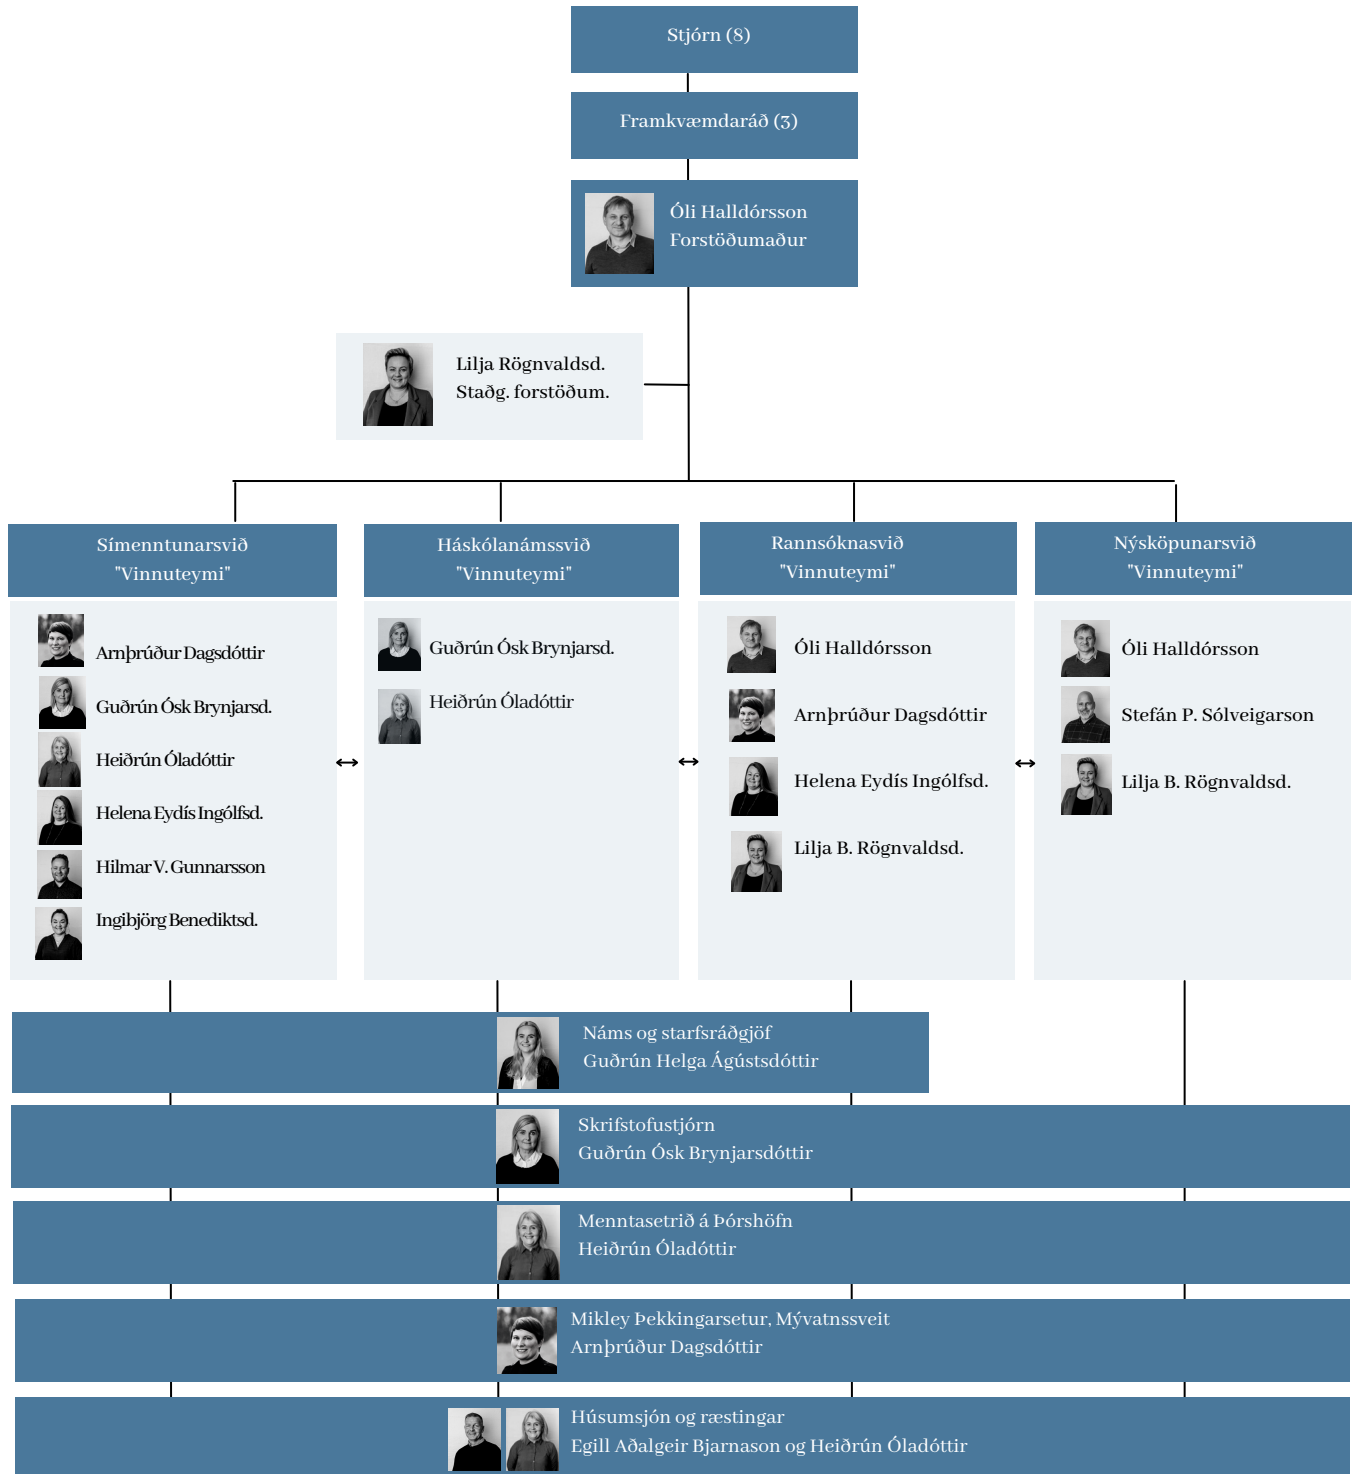 Stjórn (8)
Framkvæmdaráð (3)
Óli Halldórsson
Forstöðumaður
Lilja Rögnvaldsd.
Staðg. forstöðum.
Símenntunarsvið
"Vinnuteymi"
Arnþrúður Dagsdóttir
Guðrún Ósk Brynjarsd.
Heiðrún Óladóttir
Helena Eydís Ingólfsd.
Hilmar V. Gunnarsson
Ingibjörg Benediktsd.
Háskólanámssvið
"Vinnuteymi"
Guðrún Ósk Brynjarsd.
Heiðrún Óladóttir
Rannsóknasvið
"Vinnuteymi"
Óli Halldórsson
Arnþrúður Dagsdóttir
Helena Eydís Ingólfsd.
Lilja B. Rögnvaldsd.
Nýsköpunarsvið
"Vinnuteymi"
Óli Halldórsson
Stefán P. Sólveigarson
Lilja B. Rögnvaldsd.
Náms og starfsráðgjöf
Guðrún Helga Ágústsdóttir
Skrifstofustjórn
Guðrún Ósk Brynjarsdóttir
Menntasetrið á Þórshöfn
Heiðrún Óladóttir
Mikley Þekkingarsetur, Mývatnssveit
Arnþrúður Dagsdóttir
Húsumsjón og ræstingar
Egill Aðalgeir Bjarnason og Heiðrún Óladóttir